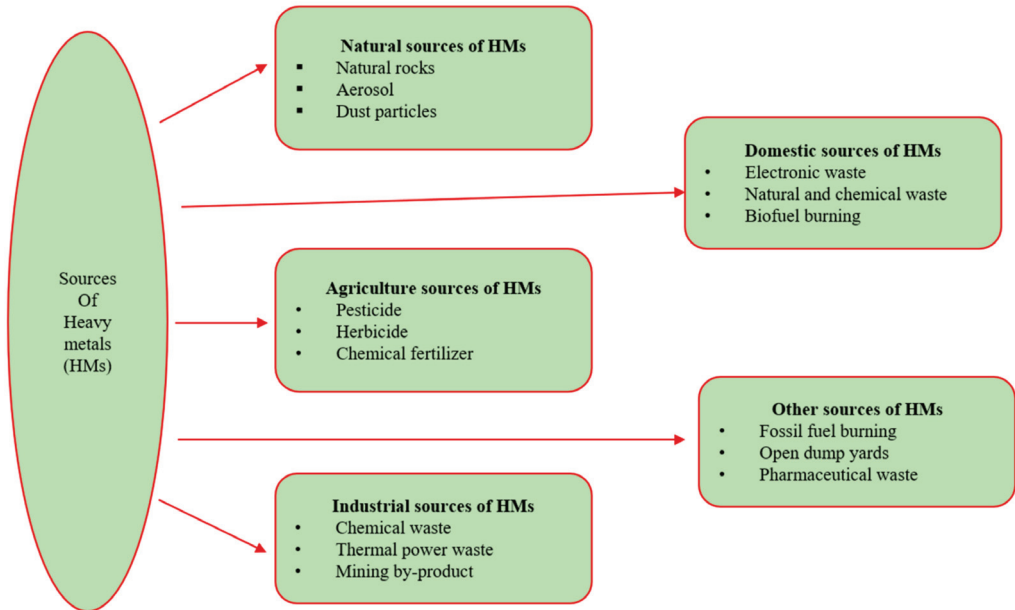 Sources
Of
Heavy
metals
(HMs)
Natural sources of HMs
▪ Natural rocks
▪ Aerosol
▪ Dust particles
Domestic sources of HMs
• Electronic waste
• Natural and chemical waste
• Biofuel burning
Agriculture sources of HMs
• Pesticide
• Herbicide
• Chemical fertilizer
Other sources of HMs
• Fossil fuel burning
• Open dump yards
• Pharmaceutical waste
Industrial sources of HMs
• Chemical waste
• Thermal power waste
• Mining by-product